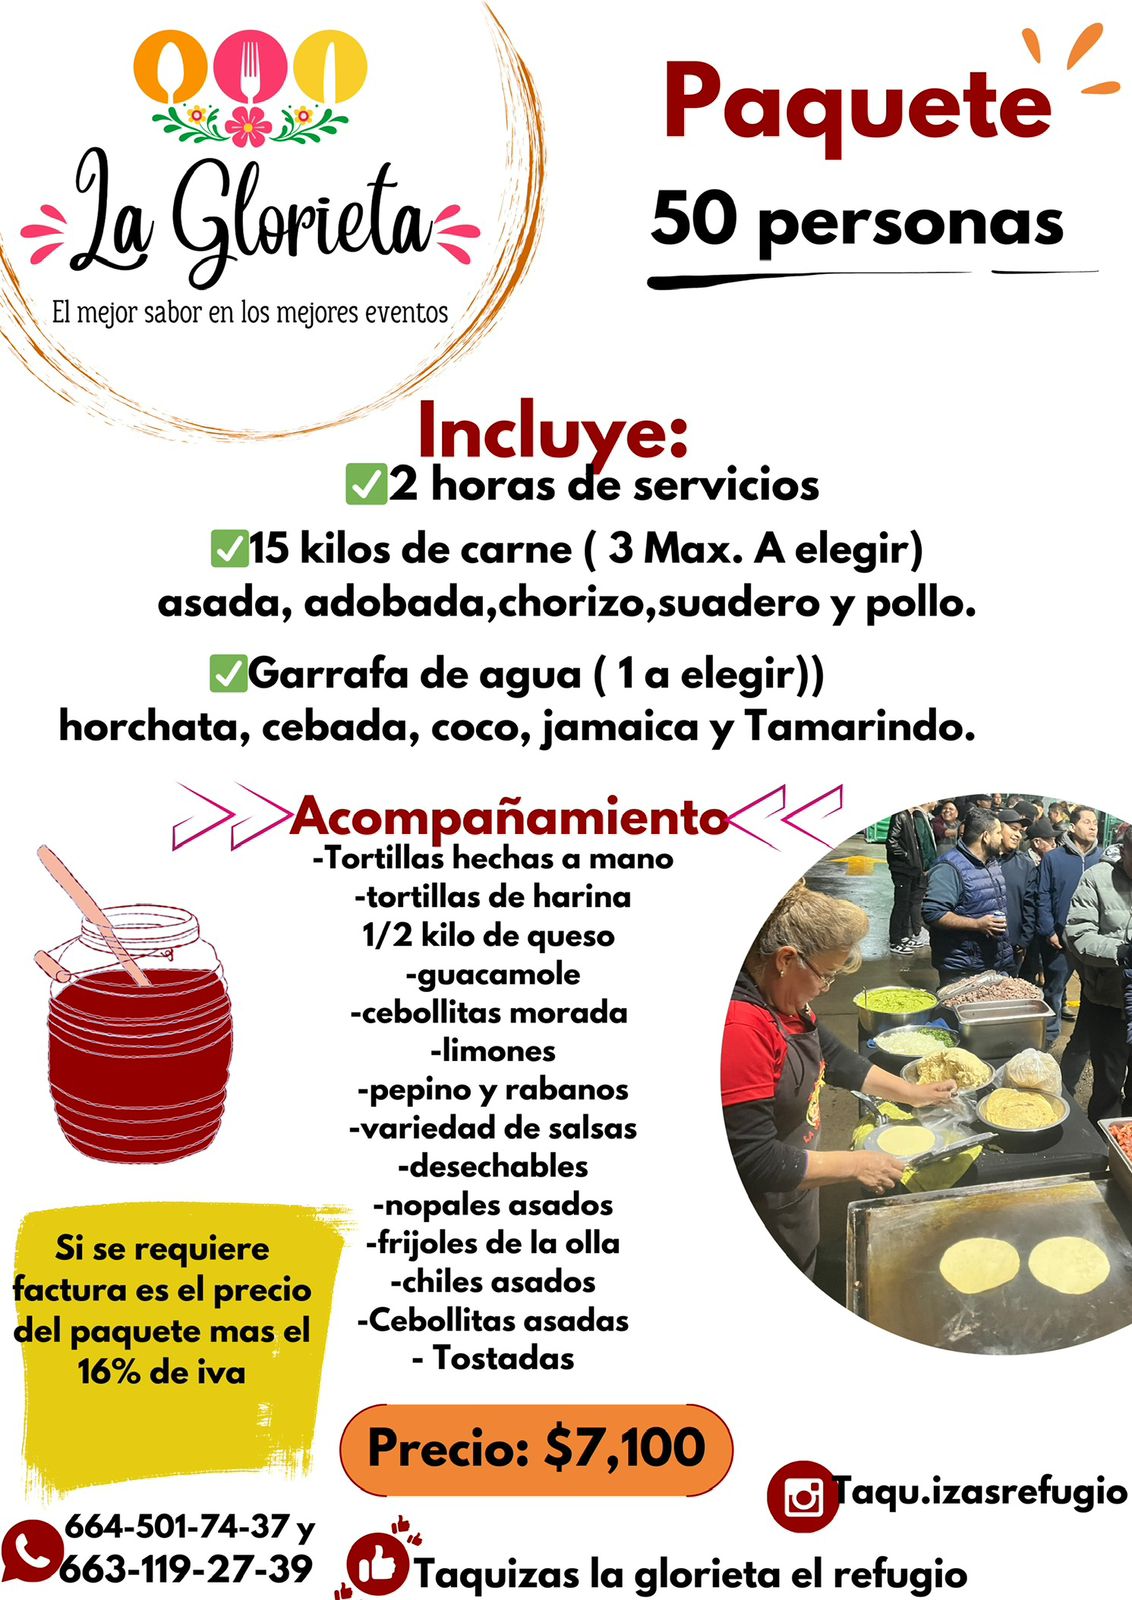 La Glorieta
El mejor sabor en los mejores eventos
Paquete
50 personas
Incluye:
✅2 horas de servicios
✅15 kilos de carne ( 3 Max. A elegir)
asada, adobada,chorizo,suadero y pollo.
✅Garrafa de agua ( 1 a elegir))
horchata, cebada, coco, jamaica y Tamarindo.
Acompañamiento
-Tortillas hechas a mano
-tortillas de harina
1/2 kilo de queso
-guacamole
-cebollitas morada
-limones
-pepino y rabanos
-variedad de salsas
-desechables
-nopales asados
-frijoles de la olla
-chiles asados
-Cebollitas asadas
- Tostadas
Si se requiere
factura es el precio
del paquete mas el
16% de iva
Precio: $7,100
664-501-74-37 y
663-119-27-39
Taqu.izasrefugio
Taquizas la glorieta el refugio